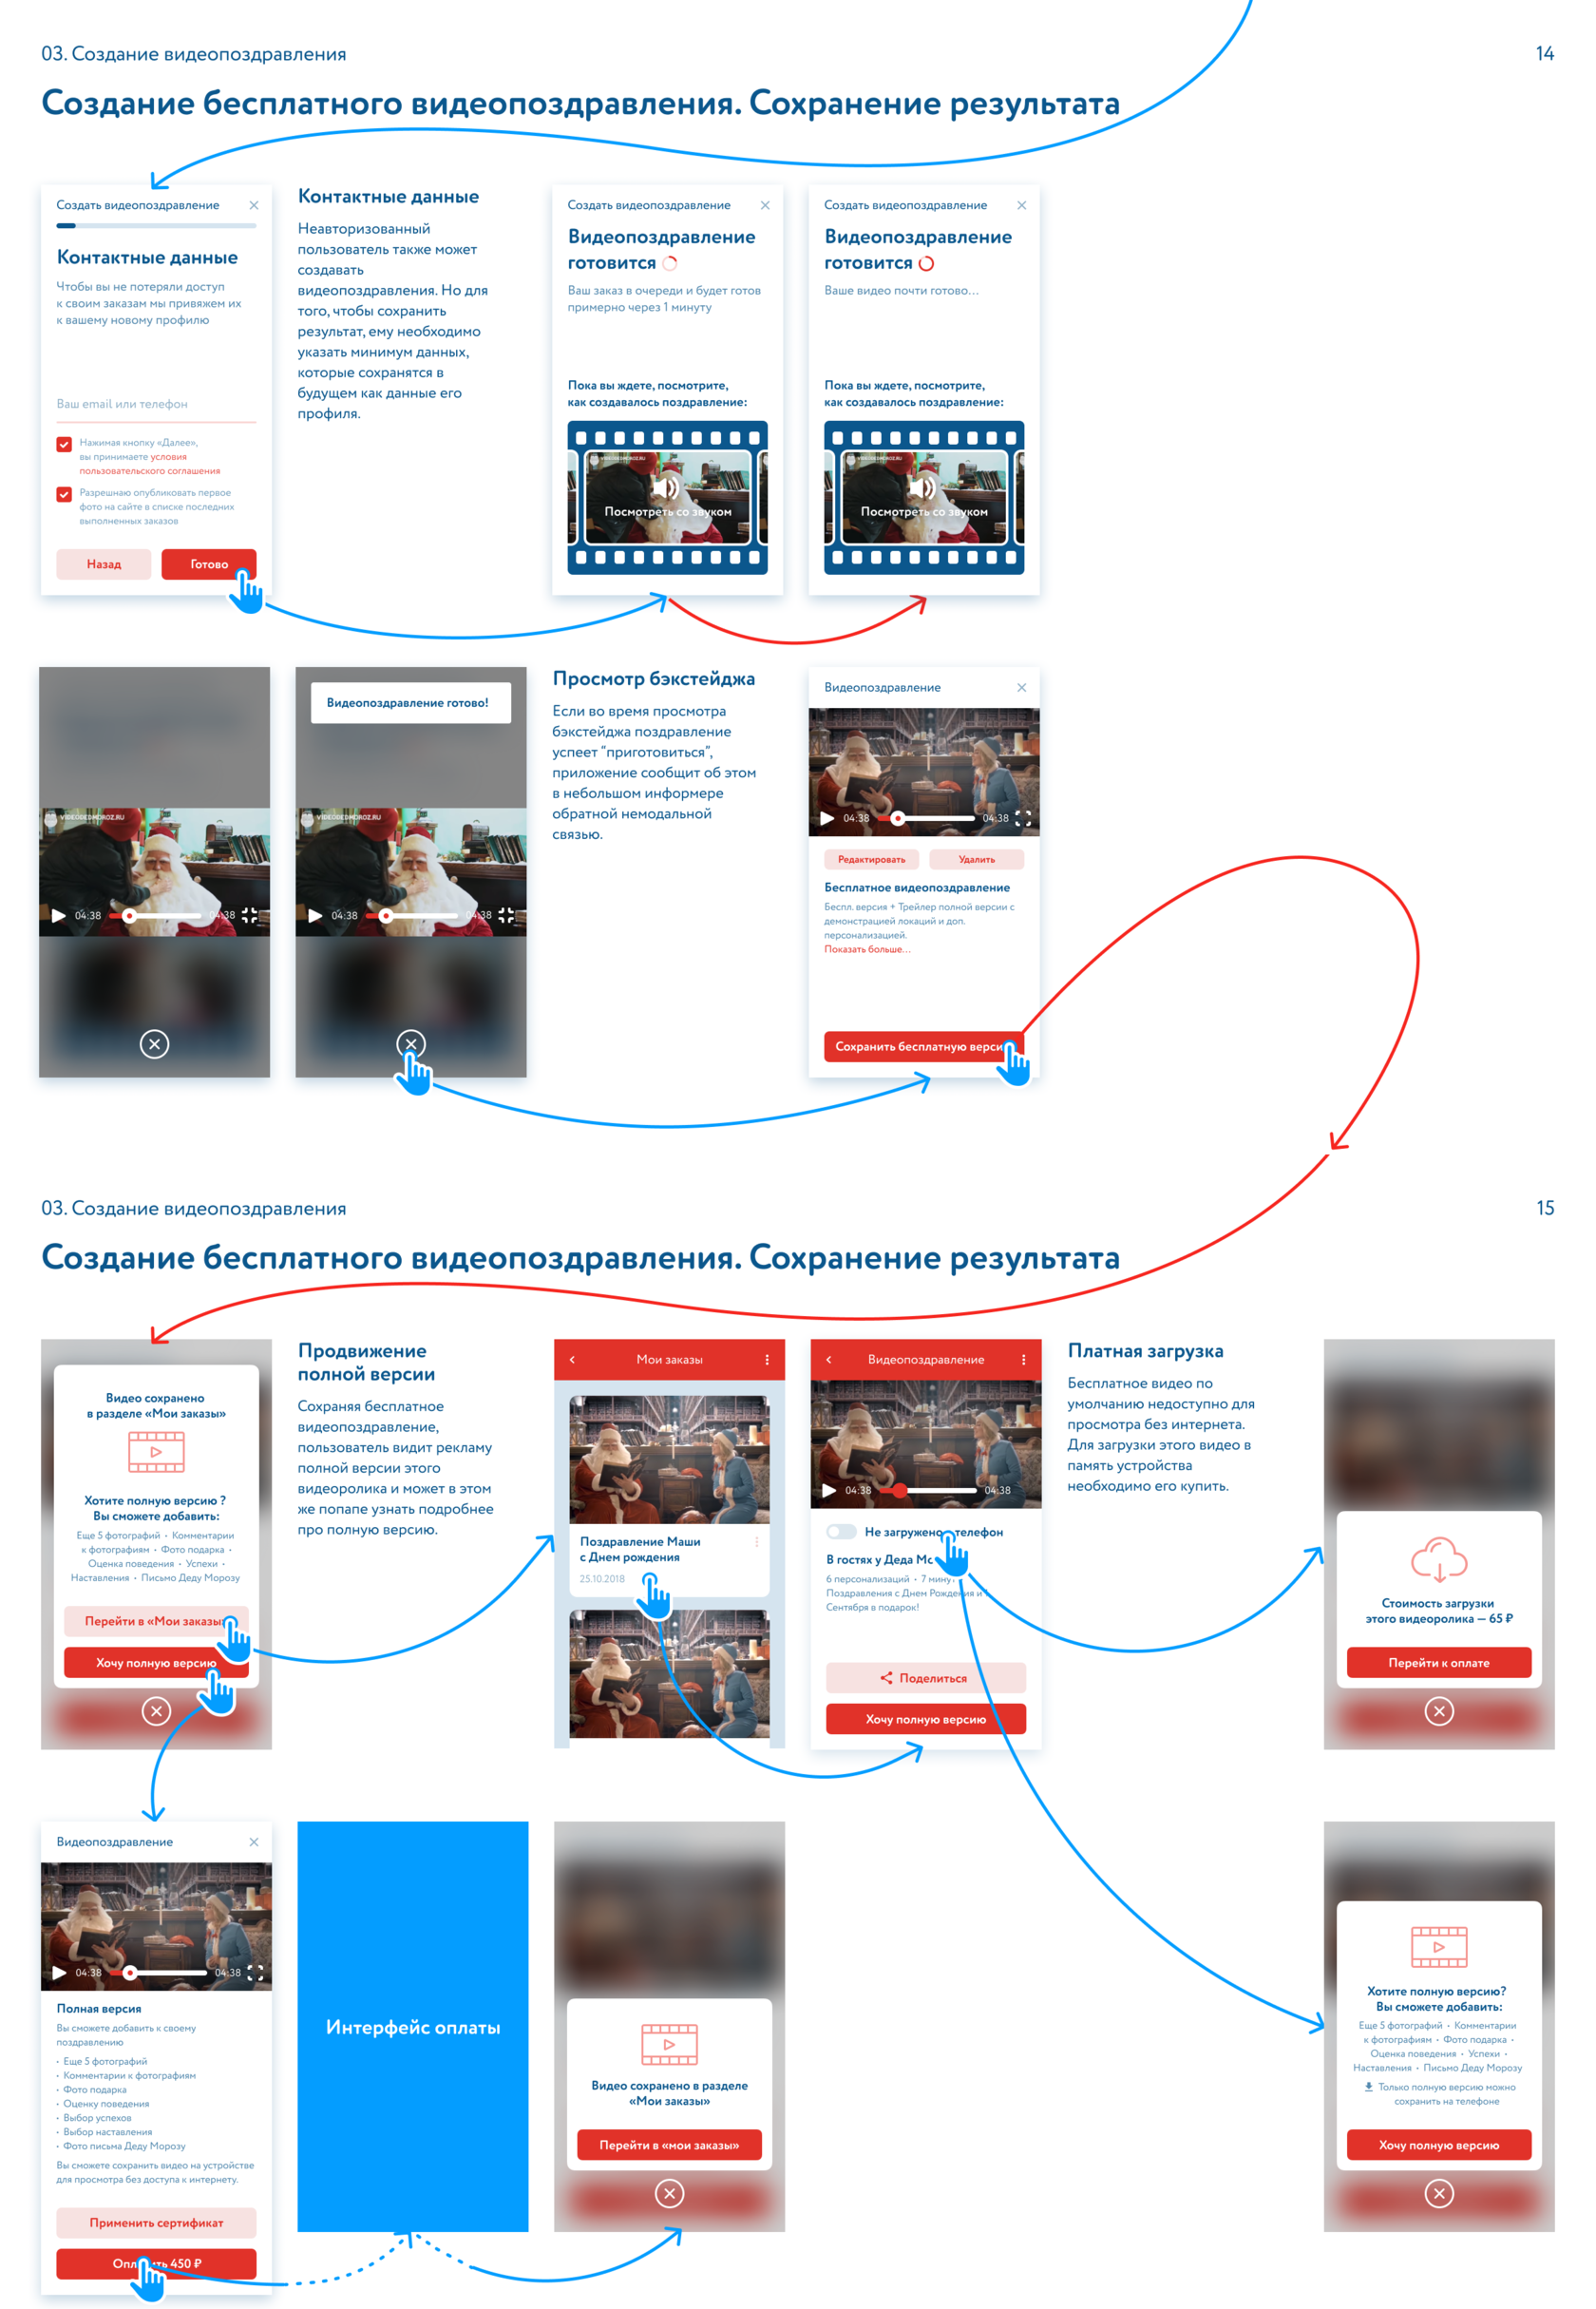 03. Создание видеопоздравления
14
Создание бесплатного видеопоздравления. Сохранение результата
Создать видеопоздравление
Контактные данные
Чтобы вы не потеряли доступ
к своим заказам мы привяжем их
к вашему новому профилю
Ваш email или телефон
Нажимая кнопку «Далее»,
вы принимаете условия
пользовательского соглашения
Разрешаю опубликовать первое
фото на сайте в списке последних
выполненных заказов
Назад
Готово
Контактные данные
Неавторизованный
пользователь также может
создавать
видеопоздравления. Но для
того, чтобы сохранить
результат, ему необходимо
указать минимум данных,
которые сохранятся в
будущем как данные его
профиля.
Создать видеопоздравление
Видеопоздравление
готовится
Ваш заказ в очереди и будет готов
примерно через 1 минуту
Пока вы ждете, посмотрите,
как создавалось поздравление:
VIDEODEDMOROZ.RU
Посмотреть со звуком
Создать видеопоздравление
Видеопоздравление
готовится
Ваше видео почти готово...
Пока вы ждете, посмотрите,
как создавалось поздравление:
VIDEODEDMOROZ.RU
Посмотреть со звуком
VIDEODEDMOROZ.RU
04:38
04:38
Видеопоздравление готово!
VIDEODEDMOROZ.RU
04:38
04:38
Просмотр бэкстейджа
Если во время просмотра
бэкстейджа поздравление
успеет "приготовиться",
приложение сообщит об этом
в небольшом информере
обратной немодальной
связью.
Видеопоздравление
04:38
04:38
Редактировать
Удалить
Бесплатное видеопоздравление
Беспл. версия + Трейлер полной версии с
демонстрацией локаций и доп.
персонализацией.
Показать больше...
Сохранить бесплатную верси
03. Создание видеопоздравления
15
Создание бесплатного видеопоздравления. Сохранение результата
Видео сохранено
в разделе «Мои заказы»
Хотите полную версию ?
Вы сможете добавить:
Еще 5 фотографий • Комментарии
к фотографиям • Фото подарка •
Оценка поведения • Успехи •
Наставления • Письмо Деду Морозу
Перейти в «Мои заказы
Хочу полную версию
Продвижение
полной версии
Сохраняя бесплатное
видеопоздравление,
пользователь видит рекламу
полной версии этого
видеоролика и может в этом
же попапе узнать подробнее
про полную версию.
Мои заказы
Поздравление Маши
с Днем рождения
25.10.2018
Видеопоздравление
04:38
04:38
Не загружено телефон
В гостях у Деда Мо
6 персонализаций • 7 минут
Поздравления с Днем Рождения и 1
Сентября в подарок!
Поделиться
Хочу полную версию
Платная загрузка
Бесплатное видео по
умолчанию недоступно для
просмотра без интернета.
Для загрузки этого видео в
память устройства
необходимо его купить.
Стоимость загрузки
этого видеоролика — 65 ₽
Перейти к оплате
Видеопоздравление
04:38
04:38
Полная версия
Вы сможете добавить к своему
поздравлению
• Еще 5 фотографий
• Комментарии к фотографиям
• Фото подарка
• Оценку поведения
• Выбор успехов
• Выбор наставления
• Фото письма Деду Морозу
Вы сможете сохранить видео на устройстве
для просмотра без доступа к интернету.
Применить сертификат
Оплатить 450 ₽
Интерфейс оплаты
Видео сохранено в разделе
«Мои заказы»
Перейти в «мои заказы»
Хотите полную версию?
Вы сможете добавить:
Еще 5 фотографий • Комментарии
к фотографиям • Фото подарка •
Оценка поведения • Успехи •
Наставления • Письмо Деду Морозу
Только полную версию можно
сохранить на телефоне
Хочу полную версию